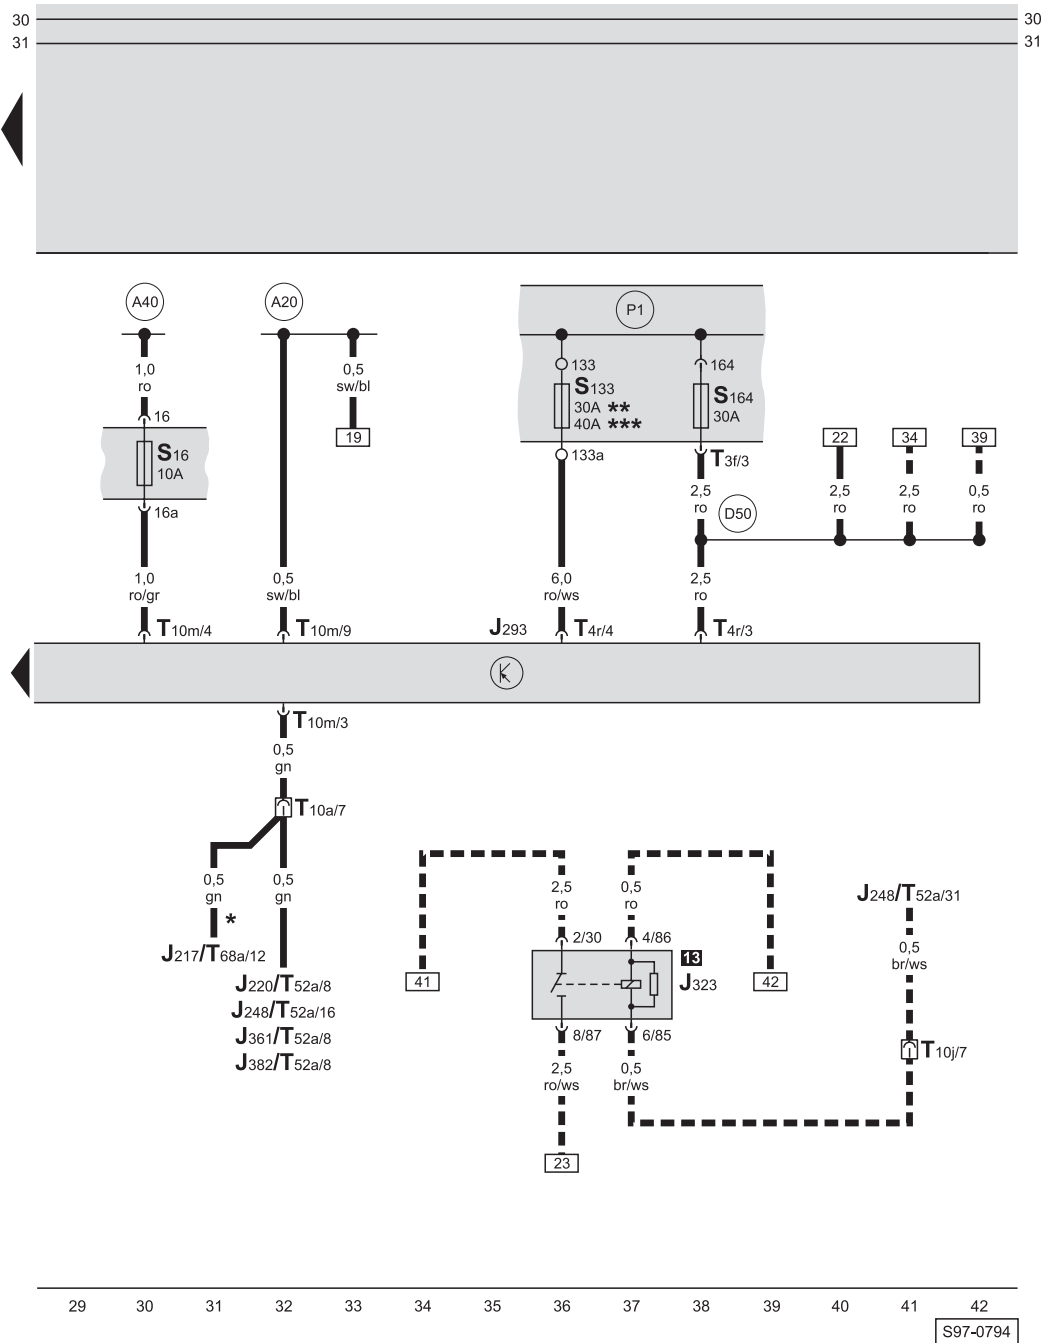 30 30
31 31
A40 A20 P1
1,0
ro
0,5
sw/bl
133 164
S133
30A **
40A ***
S164
30A
16
19
S16
10A
133a T3f/3
22 34 39
16a
2,5
ro
D50
2,5
ro
2,5
ro
0,5
ro
1,0
ro/gr
0,5
sw/bl
6,0
ro/ws
2,5
ro
T10m/4 T10m/9 J293 T4r/4 T4r/3
T10m/3
0,5
gn
T10a/7
0,5
gn
0,5
gn
*
J217/T68a/12
J220/T52a/8
J248/T52a/16
J361/T52a/8
J382/T52a/8
2,5
ro
0,5
ro
J248/T52a/31
2/30 4/86
0,5
br/ws
13
J323
41 42
8/87 6/85
T10j/7
2,5
ro/ws
0,5
br/ws
23
29 30 31 32 33 34 35 36 37 38 39 40 41 42
S97-0794